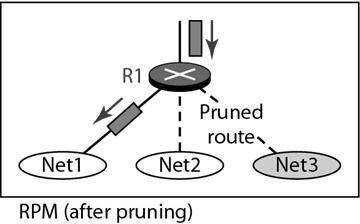 R1
Pruned
route
Net1
Net2
Net3
RPM (after pruning)